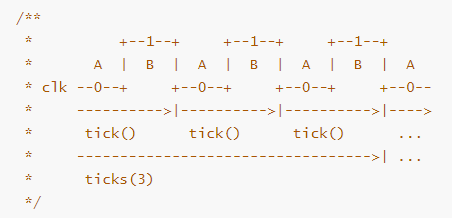 /**
 *          +--1--+     +--1--+     +--1--+
 *       A  |  B  |  A  |  B  |  A  |  B  |  A
 * clk --0--+     +--0--+     +--0--+     +--0--
 *     ---------->|---------->|---------->|---->
 *      tick()      tick()      tick()      ...
 *     ---------------------------------->| ...
 *      ticks(3)
 */